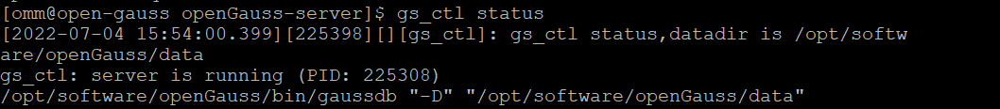 [omm@open-gauss openGauss-server]$ gs_ctl status
[2022-07-04 15:54:00.399][225398][][gs_ctl]: gs_ctl status,datadir is /opt/softw
are/openGauss/data
gs_ctl: server is running (PID: 225308)
/opt/software/openGauss/bin/gaussdb "-D" "/opt/software/openGauss/data"